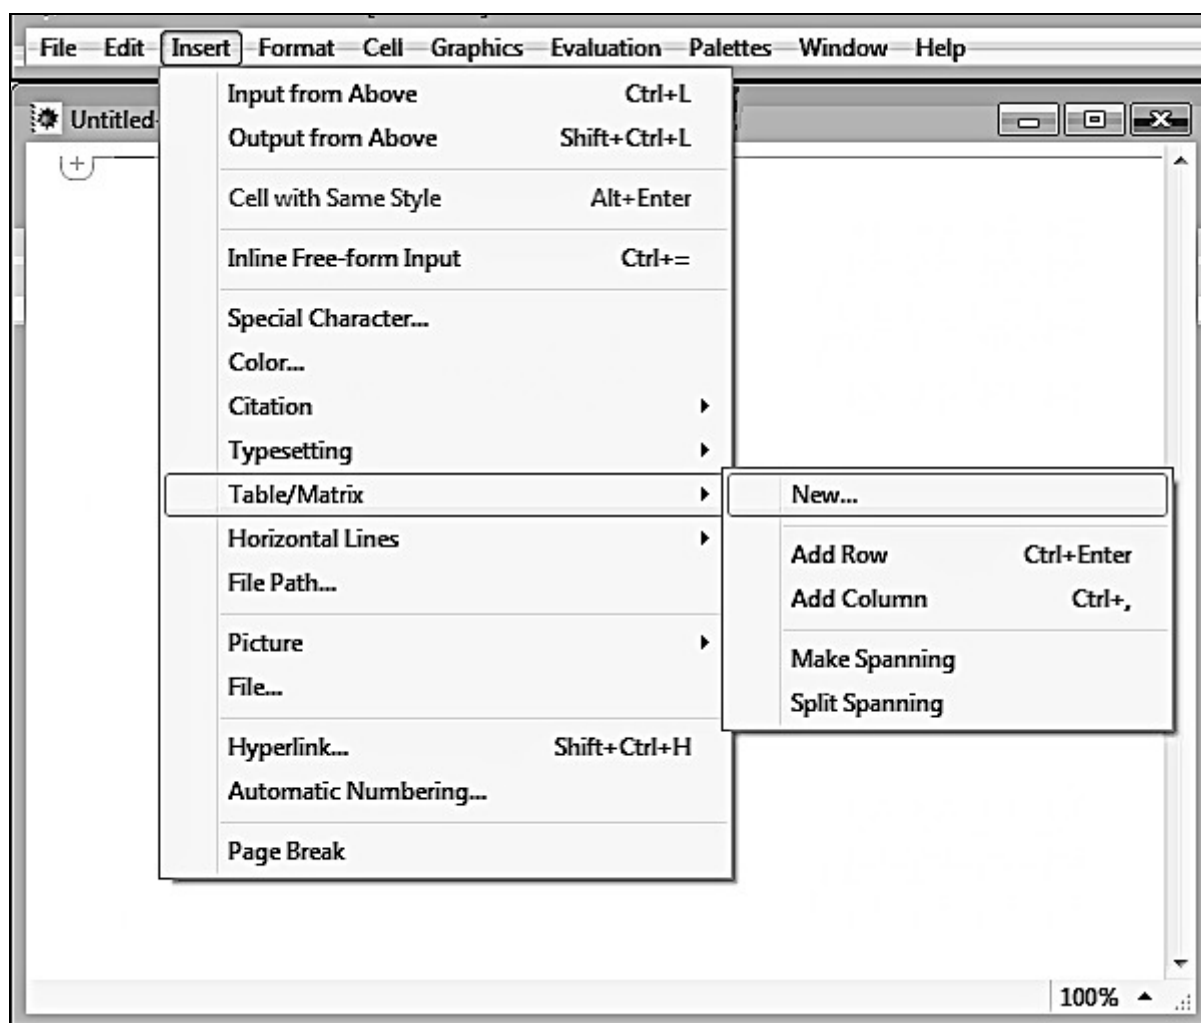 File Edit Insert Format Cell Graphics Evaluation Palettes Window Help
Untitled-
Input from Above Ctrl+L
Output from Above Shift+Ctrl+L
Cell with Same Style Alt+Enter
Inline Free-form Input Ctrl+=
Special Character...
Color...
Citation
Typesetting
Table/Matrix
Horizontal Lines
File Path...
Picture
File...
Hyperlink... Shift+Ctrl+H
Automatic Numbering...
Page Break
New...
Add Row Ctrl+Enter
Add Column Ctrl+,
Make Spanning
Split Spanning
100%